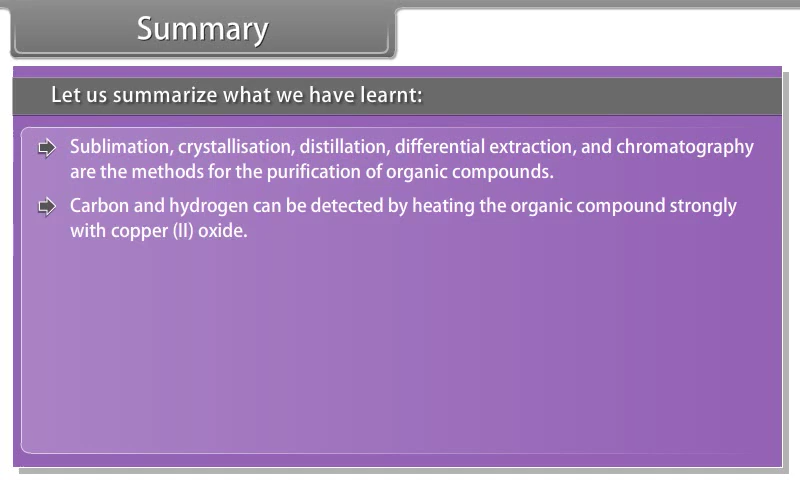 Summary
Let us summarize what we have learnt:
Sublimation, crystallisation, distillation, differential extraction, and chromatography
are the methods for the purification of organic compounds.
Carbon and hydrogen can be detected by heating the organic compound strongly
with copper (II) oxide.